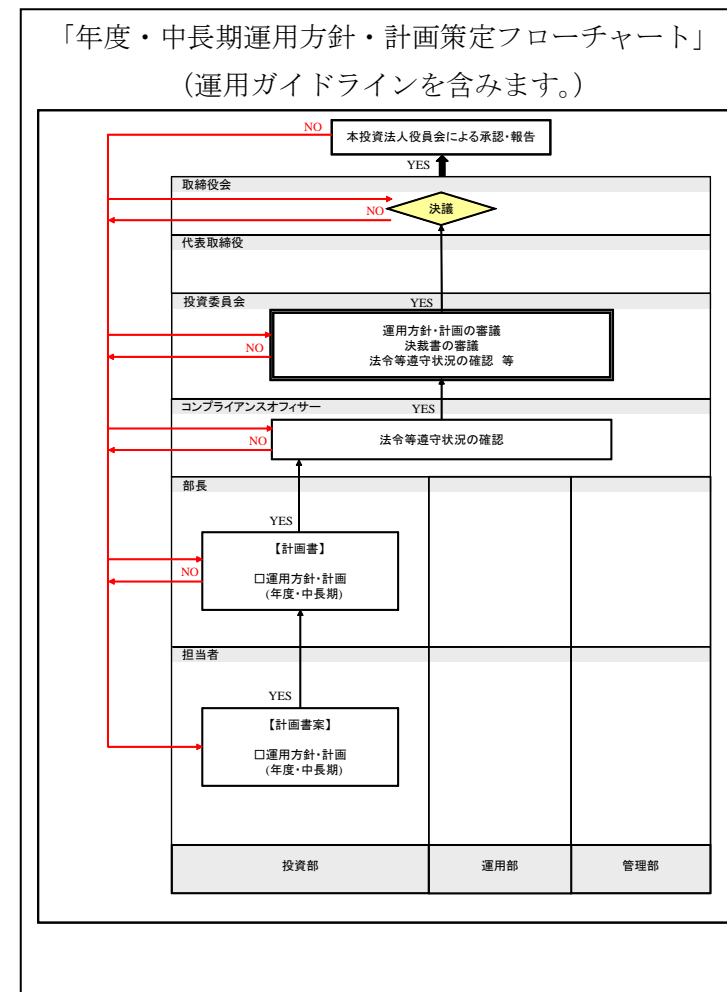 「年度・中長期運用方針・計画策定フローチャート」
(運用ガイドラインを含みます。)
NO
本投資法人役員会による承認・報告
YES
取締役会
NO
決議
代表取締役
投資委員会
YES
運用方針・計画の審議
決裁書の審議
法令等遵守状況の確認 等
NO
コンプライアンスオフィサー
YES
NO
法令等遵守状況の確認
部長
YES
【計画書】
NO
□運用方針・計画
(年度・中長期)
担当者
YES
【計画書案】
□運用方針・計画
(年度・中長期)
投資部
運用部
管理部